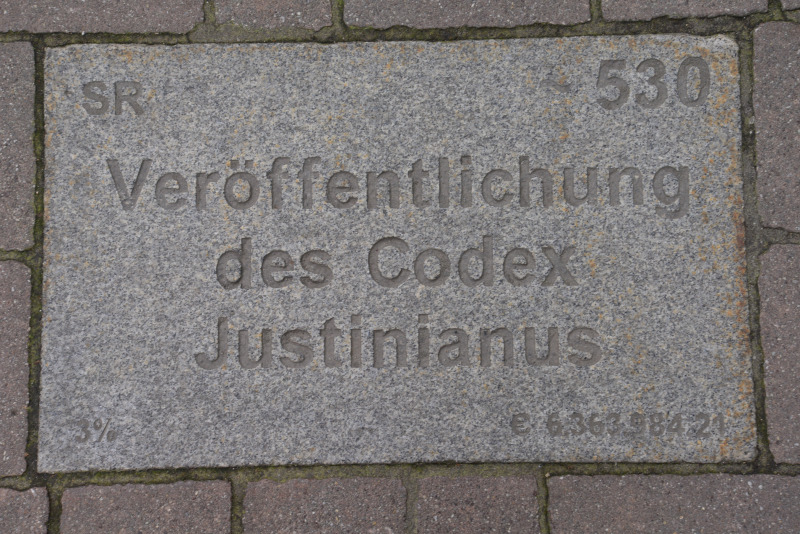 SR 530
Veröffentlichung
des Codex
Justinianus
3% € 6.363.984.21